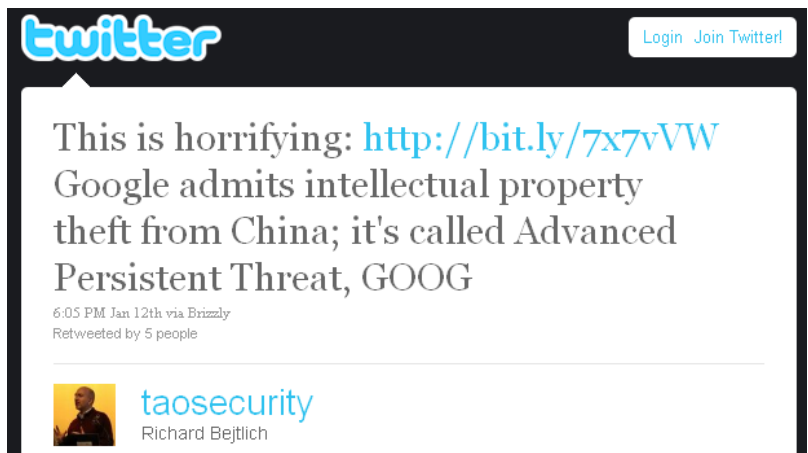 twitter
Login Join Twitter!
This is horrifying: http://bit.ly/7x7vVW
Google admits intellectual property
theft from China; it's called Advanced
Persistent Threat, GOOG
6:05 PM Jan 12th via Brizzly
Retweeted by 5 people
taosecurity
Richard Bejtlich